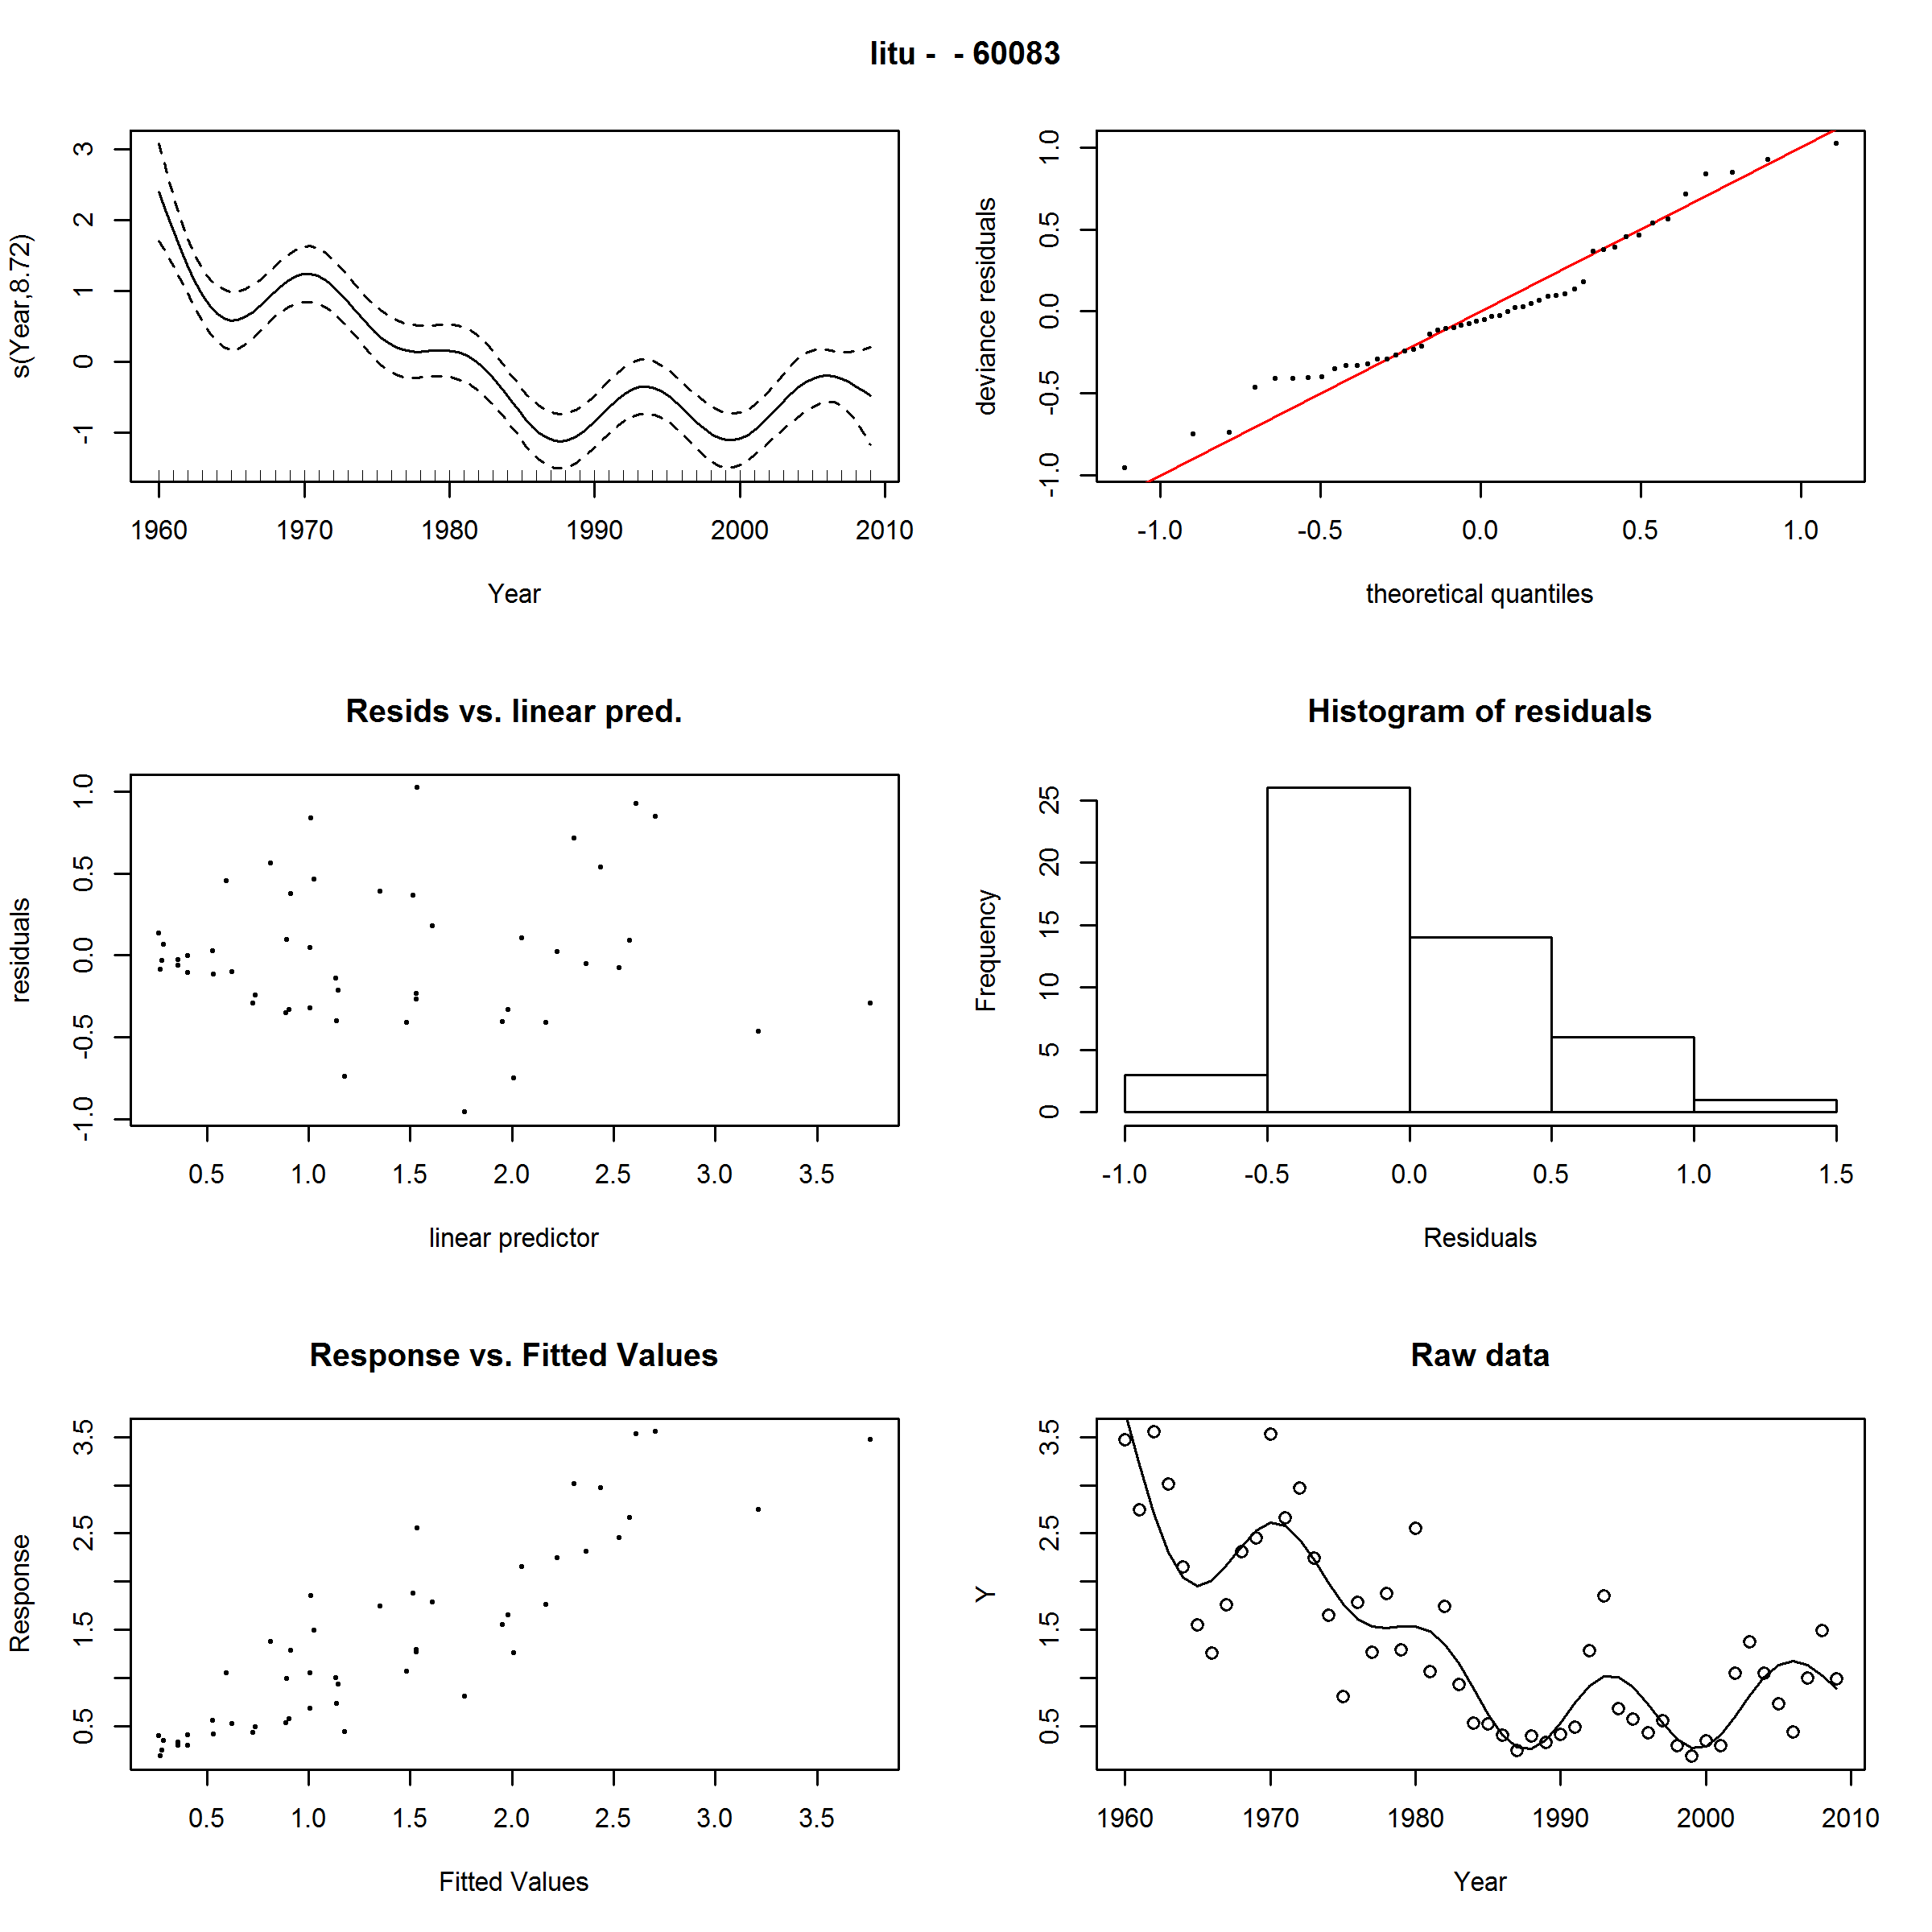 litu -  - 60083
s(Year,8.72)
3
2
1
0
-1
1960 1970 1980 1990 2000 2010
Year
deviance residuals
1.0
0.5
0.0
-0.5
-1.0
-1.0 -0.5 0.0 0.5 1.0
theoretical quantiles
Resids vs. linear pred.
residuals
1.0
0.5
0.0
-0.5
-1.0
0.5 1.0 1.5 2.0 2.5 3.0 3.5
linear predictor
Histogram of residuals
Frequency
25
20
15
10
5
0
-1.0 -0.5 0.0 0.5 1.0 1.5
Residuals
Response vs. Fitted Values
Response
3.5
2.5
1.5
0.5
0.5 1.0 1.5 2.0 2.5 3.0 3.5
Fitted Values
Raw data
Y
3.5
2.5
1.5
0.5
1960 1970 1980 1990 2000 2010
Year